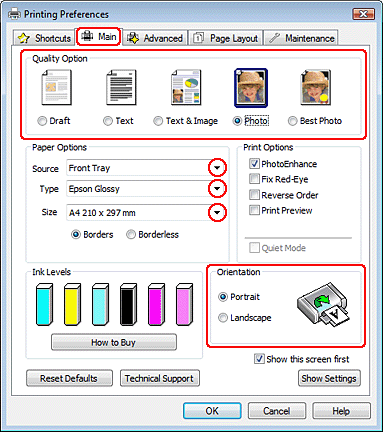 Printing Preferences
Shortcuts Main Advanced 1 Page Layout Maintenance
Quality Option
Draft Text Text & Image Photo Best Photo
Paper Options
Source Front Tray
Type Epson Glossy
Size A4 210 x 297 mm
Borders Borderless
Print Options
PhotoEnhance
Fix Red-Eye
Reverse Order
Print Preview
Quiet Mode
Ink Levels
How to Buy
Orientation
Portrait
Landscape
A
Show this screen first
Reset Defaults Technical Support Show Settings
OK Cancel Help